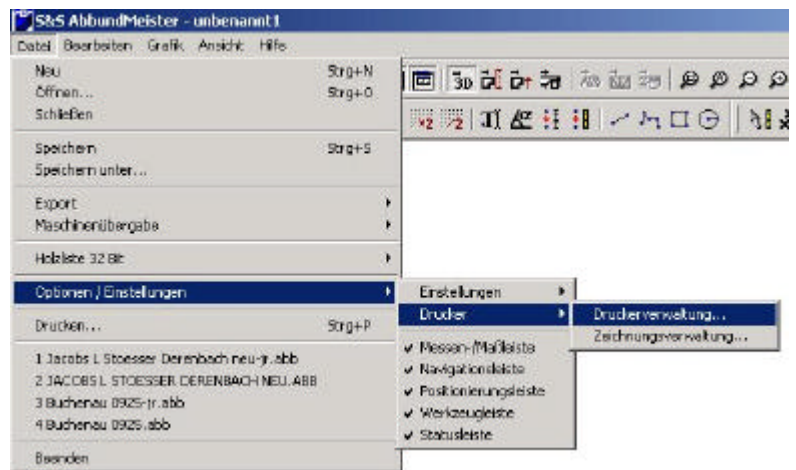 S&S AbbundMeister - unbenannt1
Datei Bearbeiten Grafik Ansicht Hilfe
Neu Strg+N
Öffnen... Strg+O
Schließen
Speichern Strg+S
Speichern unter...
Export
Maschinenübergabe
Holzliste 32 Bit
Optionen / Einstellungen
Drucken... Strg+P
1 Jacobs L Stoesser Derenbach neu-jr.abb
2 JACOBS L STOESSER DERENBACH NEU.ABB
3 Buchenau 0925-jr.abb
4 Buchenau 0925.abb
Beenden
Einstellungen
Drucker
Messen-/Maßleiste
Navigationsleiste
Positionierungsleiste
Werkzeugleiste
Statusleiste
Druckerverwaltung...
Zeichnungsverwaltung...
3D